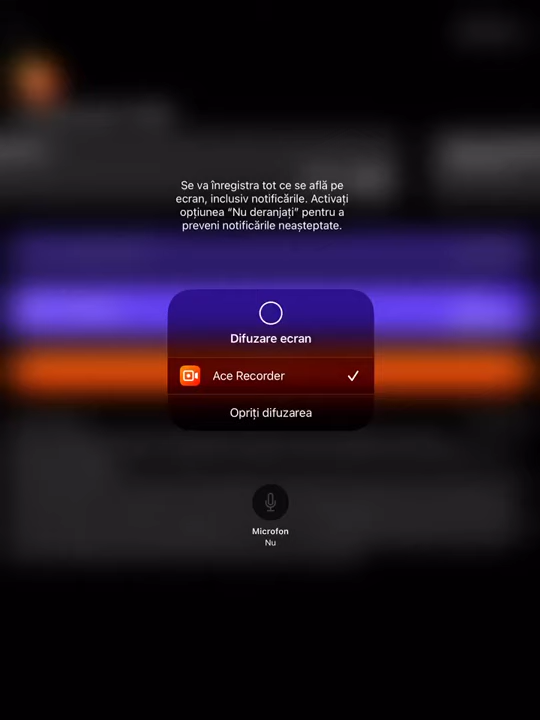 Se va înregistra tot ce se află pe
ecran, inclusiv notificările. Activați
opțiunea “Nu deranjați” pentru a
preveni notificările neașteptate.
Difuzare ecran
Ace Recorder
Opriți difuzarea
Microfon
Nu